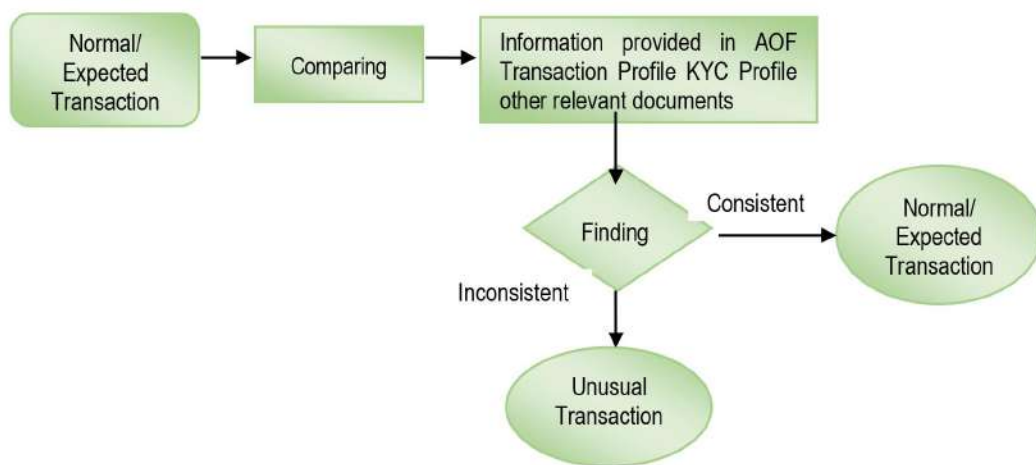 Normal/
Expected
Transaction
Comparing
Information provided in AOF
Transaction Profile KYC Profile
other relevant documents
Finding
Consistent
Normal/
Expected
Transaction
Inconsistent
Unusual
Transaction